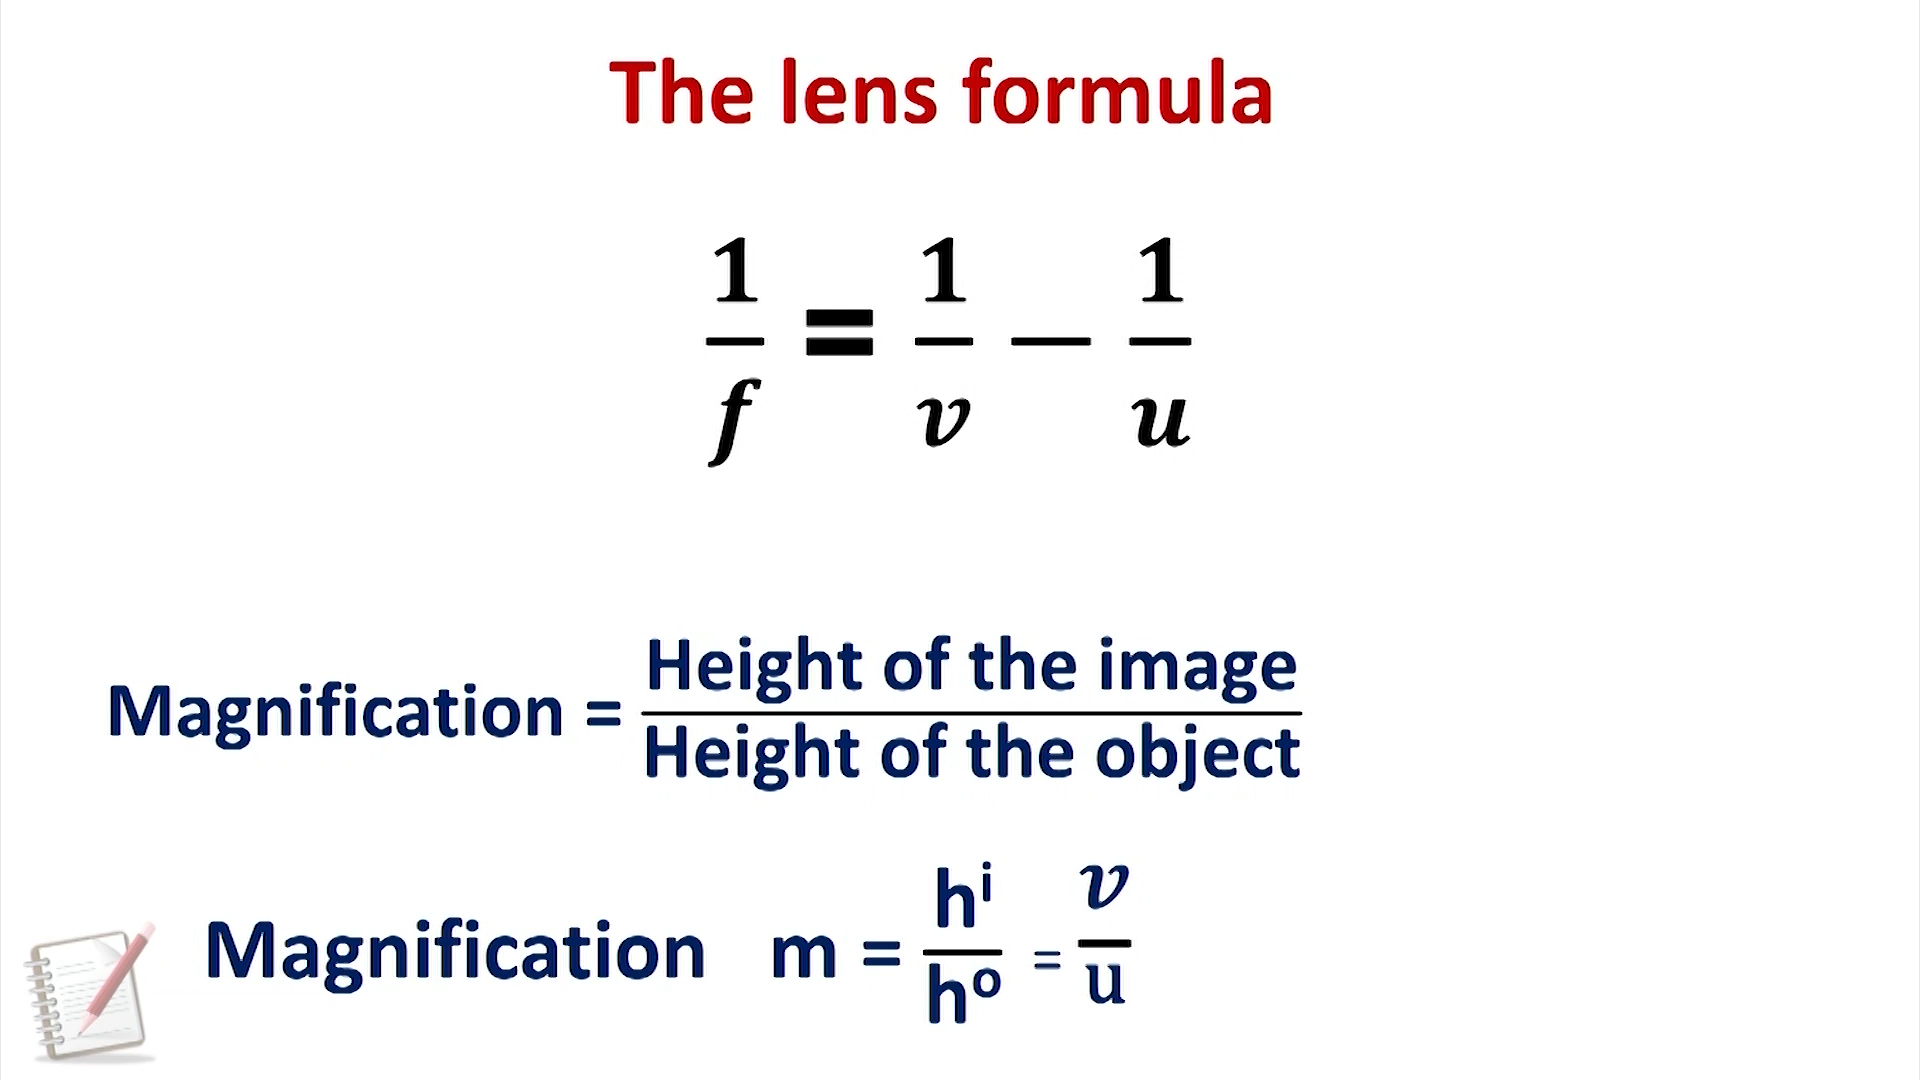 The lens formula
1/f = 1/v − 1/u
Magnification = Height of the image / Height of the object
Magnification m = hⁱ/hᵒ = v/u